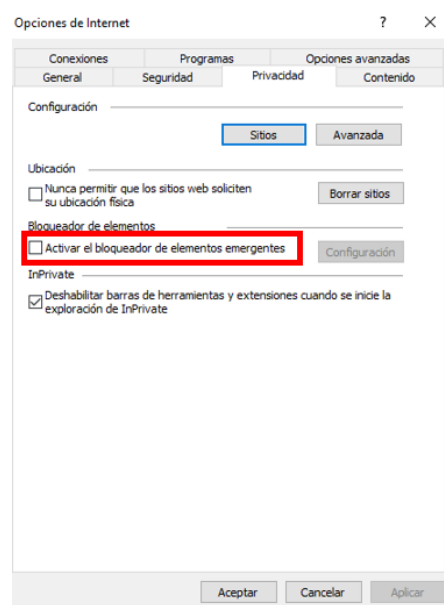 Opciones de Internet ? ×
Conexiones Programas Opciones avanzadas
General Seguridad Privacidad Contenido
Configuración
Sitios Avanzada
Ubicación
Nunca permitir que los sitios web soliciten
su ubicación física
Borrar sitios
Bloqueador de elementos
Activar el bloqueador de elementos emergentes
Configuración
InPrivate
Deshabilitar barras de herramientas y extensiones cuando se inicie la
exploración de InPrivate
Aceptar Cancelar Aplicar